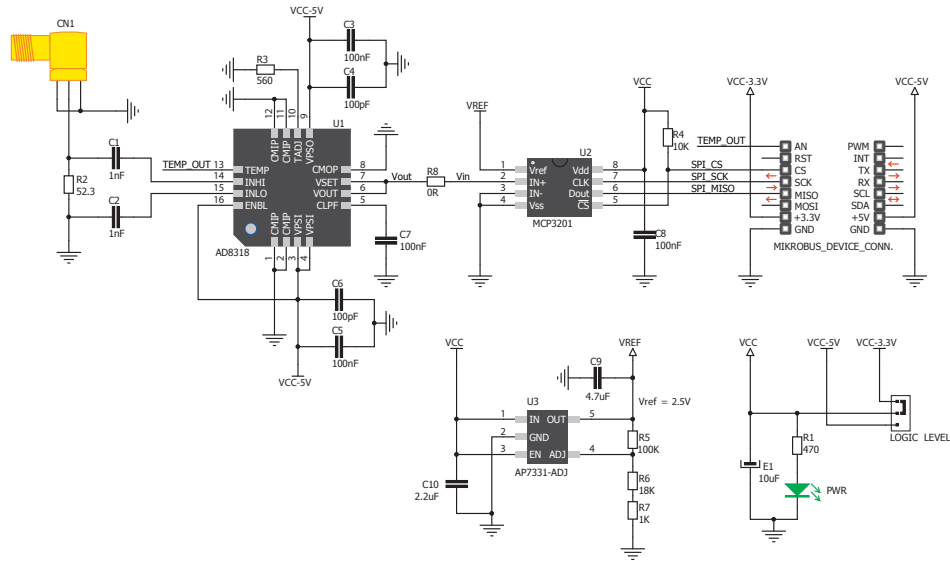 CN1
VCC-5V
C3
100nF
C4
100pF
R3
560
12
11
10
9
CMIP
CMIP
TADJ
VPSO
U1
C1
1nF
R2
52.3
C2
1nF
TEMP_OUT 13
14
15
16
TEMP
INHI
INLO
ENBL
CMOP
VSET
VOUT
CLPF
8
7
6
5
CMIP
CMIP
VPSI
VPSI
1
2
3
4
AD8318
Vout
R8
0R
Vin
C7
100nF
C6
100pF
C5
100nF
VCC-5V
VREF
U2
1
2
3
4
Vref
IN+
IN-
Vss
Vdd
CLK
Dout
CS
8
7
6
5
MCP3201
VCC
R4
10K
C8
100nF
TEMP_OUT
SPI_CS
SPI_SCK
SPI_MISO
VCC-3.3V
VCC-5V
AN
RST
CS
SCK
MISO
MOSI
+3.3V
GND
PWM
INT
TX
RX
SCL
SDA
+5V
GND
MIKROBUS_DEVICE_CONN.
VCC
C10
2.2uF
U3
1
2
3
IN
GND
EN
OUT
ADJ
5
4
AP7331-ADJ
VREF
C9
4.7uF
Vref = 2.5V
R5
100K
R6
18K
R7
1K
VCC
VCC-5V
VCC-3.3V
LOGIC LEVEL
R1
470
E1
10uF
PWR